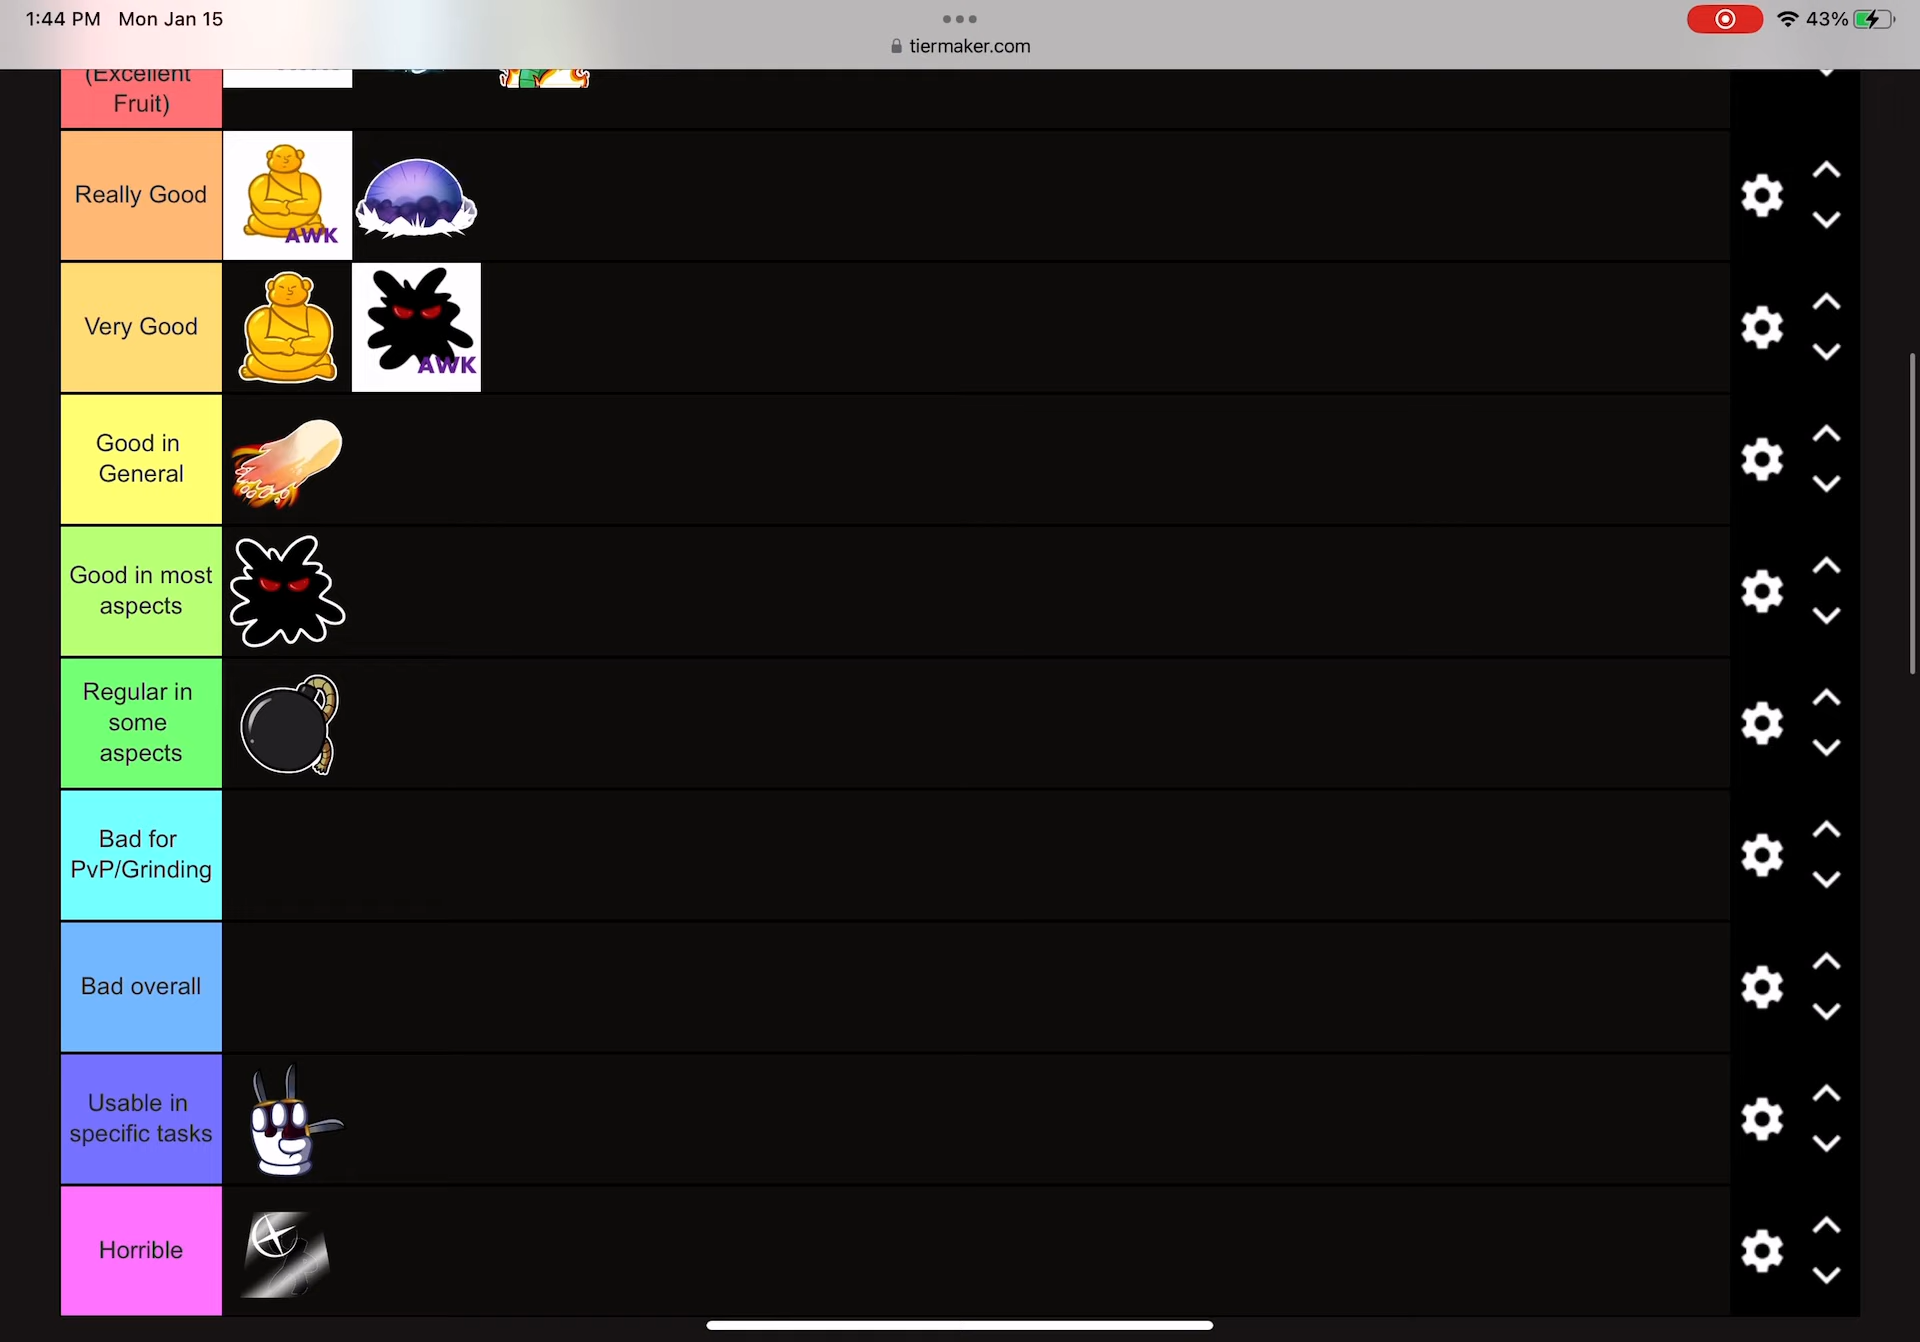 1:44 PM Mon Jan 15
43%
tiermaker.com
(Excellent
Fruit)
Really Good
AWK
Very Good
AWK
Good in
General
Good in most
aspects
Regular in
some
aspects
Bad for
PvP/Grinding
Bad overall
Usable in
specific tasks
Horrible